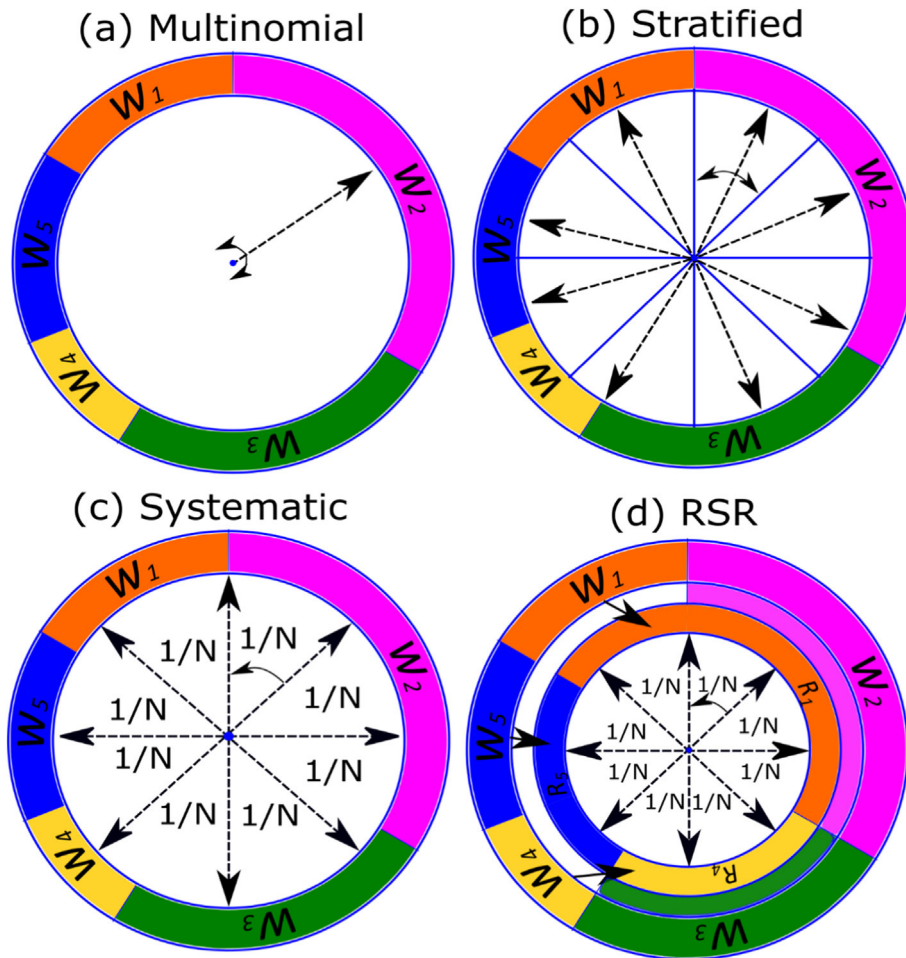 (a) Multinomial
W₁
W₂
W₅
W₄
W₃
(b) Stratified
W₁
W₂
W₅
W₄
W₃
(c) Systematic
W₁
W₂
W₅
W₄
W₃
1/N
1/N
1/N
1/N
1/N
1/N
1/N
1/N
(d) RSR
W₁
W₂
W₅
W₄
W₃
R₁
R₅
R₄
1/N
1/N
1/N
1/N
1/N
1/N
1/N
1/N